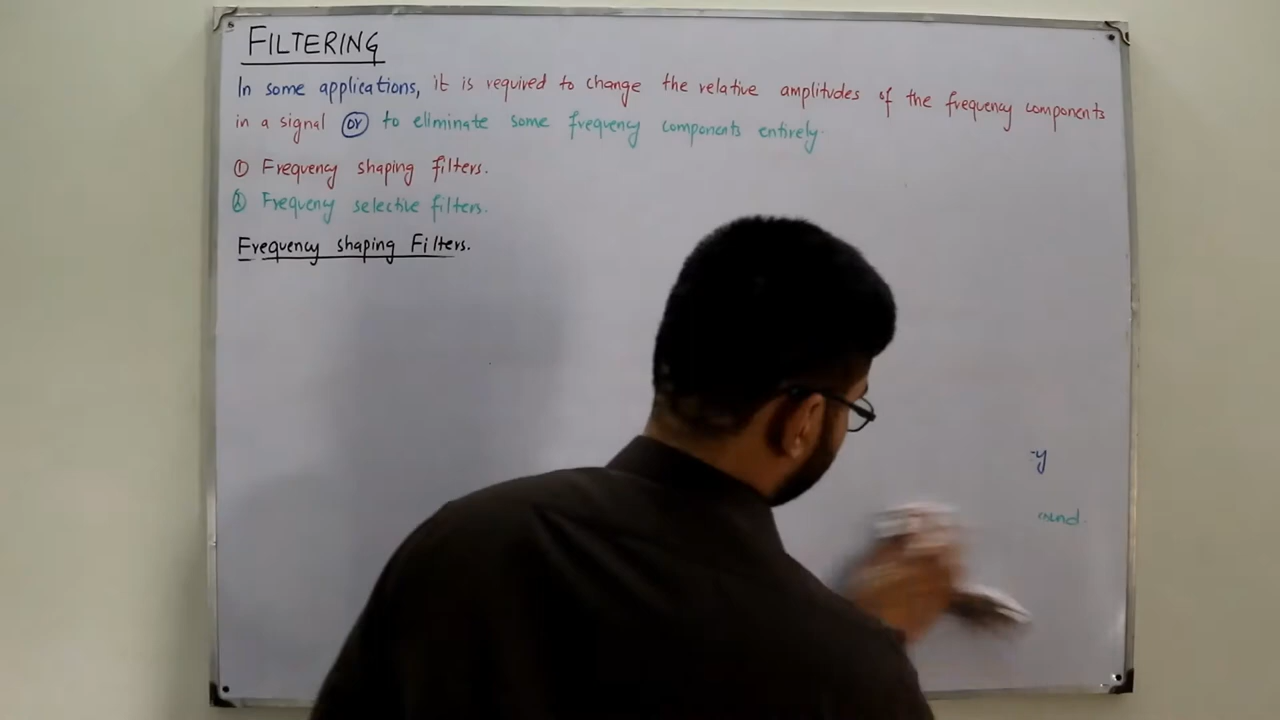 FILTERING
In some applications, it is required to change the relative amplitudes of the frequency components
in a signal or to eliminate some frequency components entirely.
① Frequency shaping filters.
② Frequency selective filters.
Frequency shaping Filters.